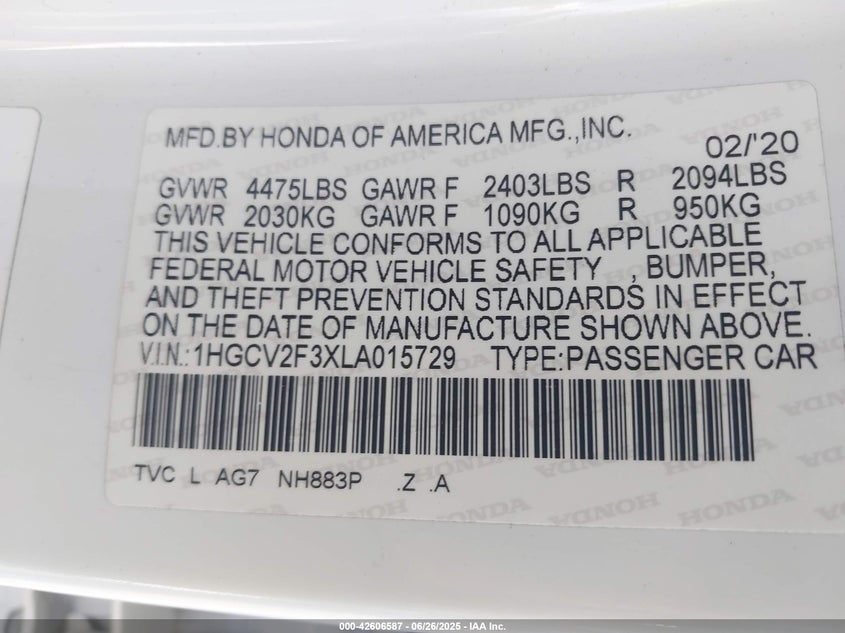 MFD.BY HONDA OF AMERICA MFG.,INC. 02/'20
GVWR 4475LBS GAWR F 2403LBS R 2094LBS
GVWR 2030KG GAWR F 1090KG R 950KG
THIS VEHICLE CONFORMS TO ALL APPLICABLE
FEDERAL MOTOR VEHICLE SAFETY , BUMPER,
AND THEFT PREVENTION STANDARDS IN EFFECT
ON THE DATE OF MANUFACTURE SHOWN ABOVE.
V.I.N.:1HGCV2F3XLA015729 TYPE:PASSENGER CAR
TVC L AG7 NH883P .Z .A
000-42606587 - 06/26/2025 - IAA Inc.